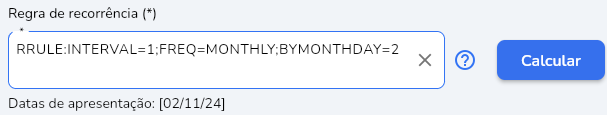 Regra de recorrência (*)
*
RRULE:INTERVAL=1;FREQ=MONTHLY;BYMONTHDAY=2
Calcular
Datas de apresentação: [02/11/24]